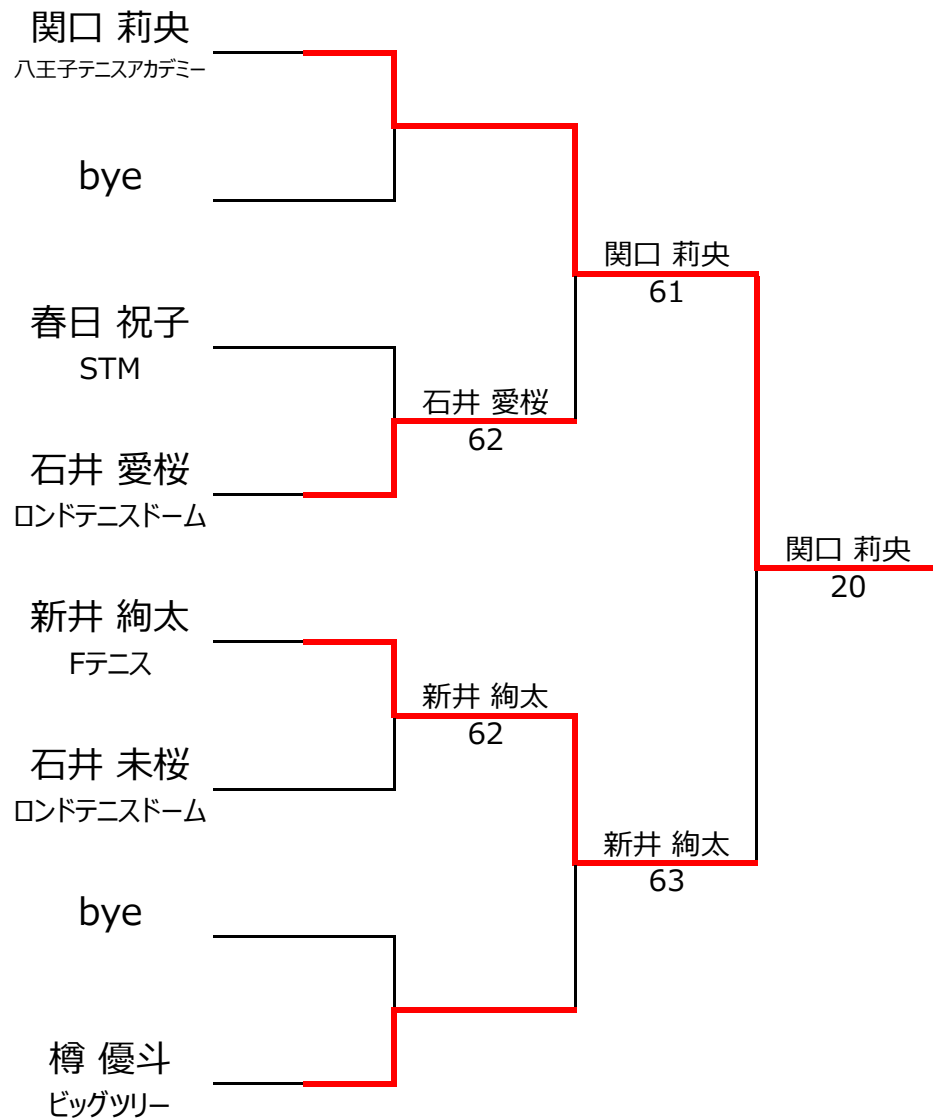 関口 莉央
八王子テニスアカデミー
bye
関口 莉央
61
春日 祝子
STM
石井 愛桜
62
石井 愛桜
ロンドテニスドーム
関口 莉央
20
新井 絢太
Fテニス
新井 絢太
62
石井 未桜
ロンドテニスドーム
新井 絢太
63
bye
樽 優斗
ビッグツリー